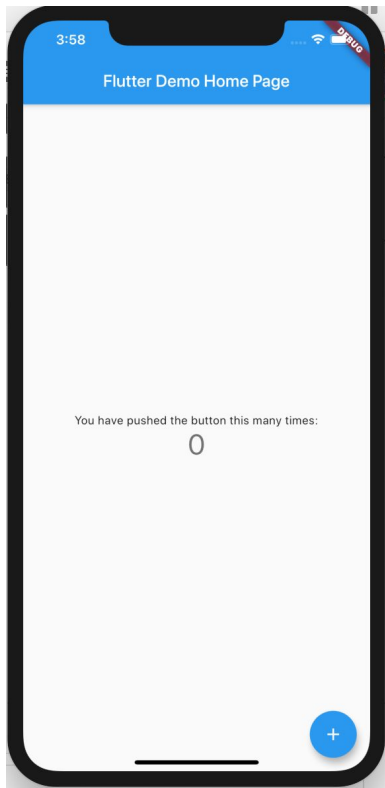 3:58
DEBUG
Flutter Demo Home Page
You have pushed the button this many times:
0
+